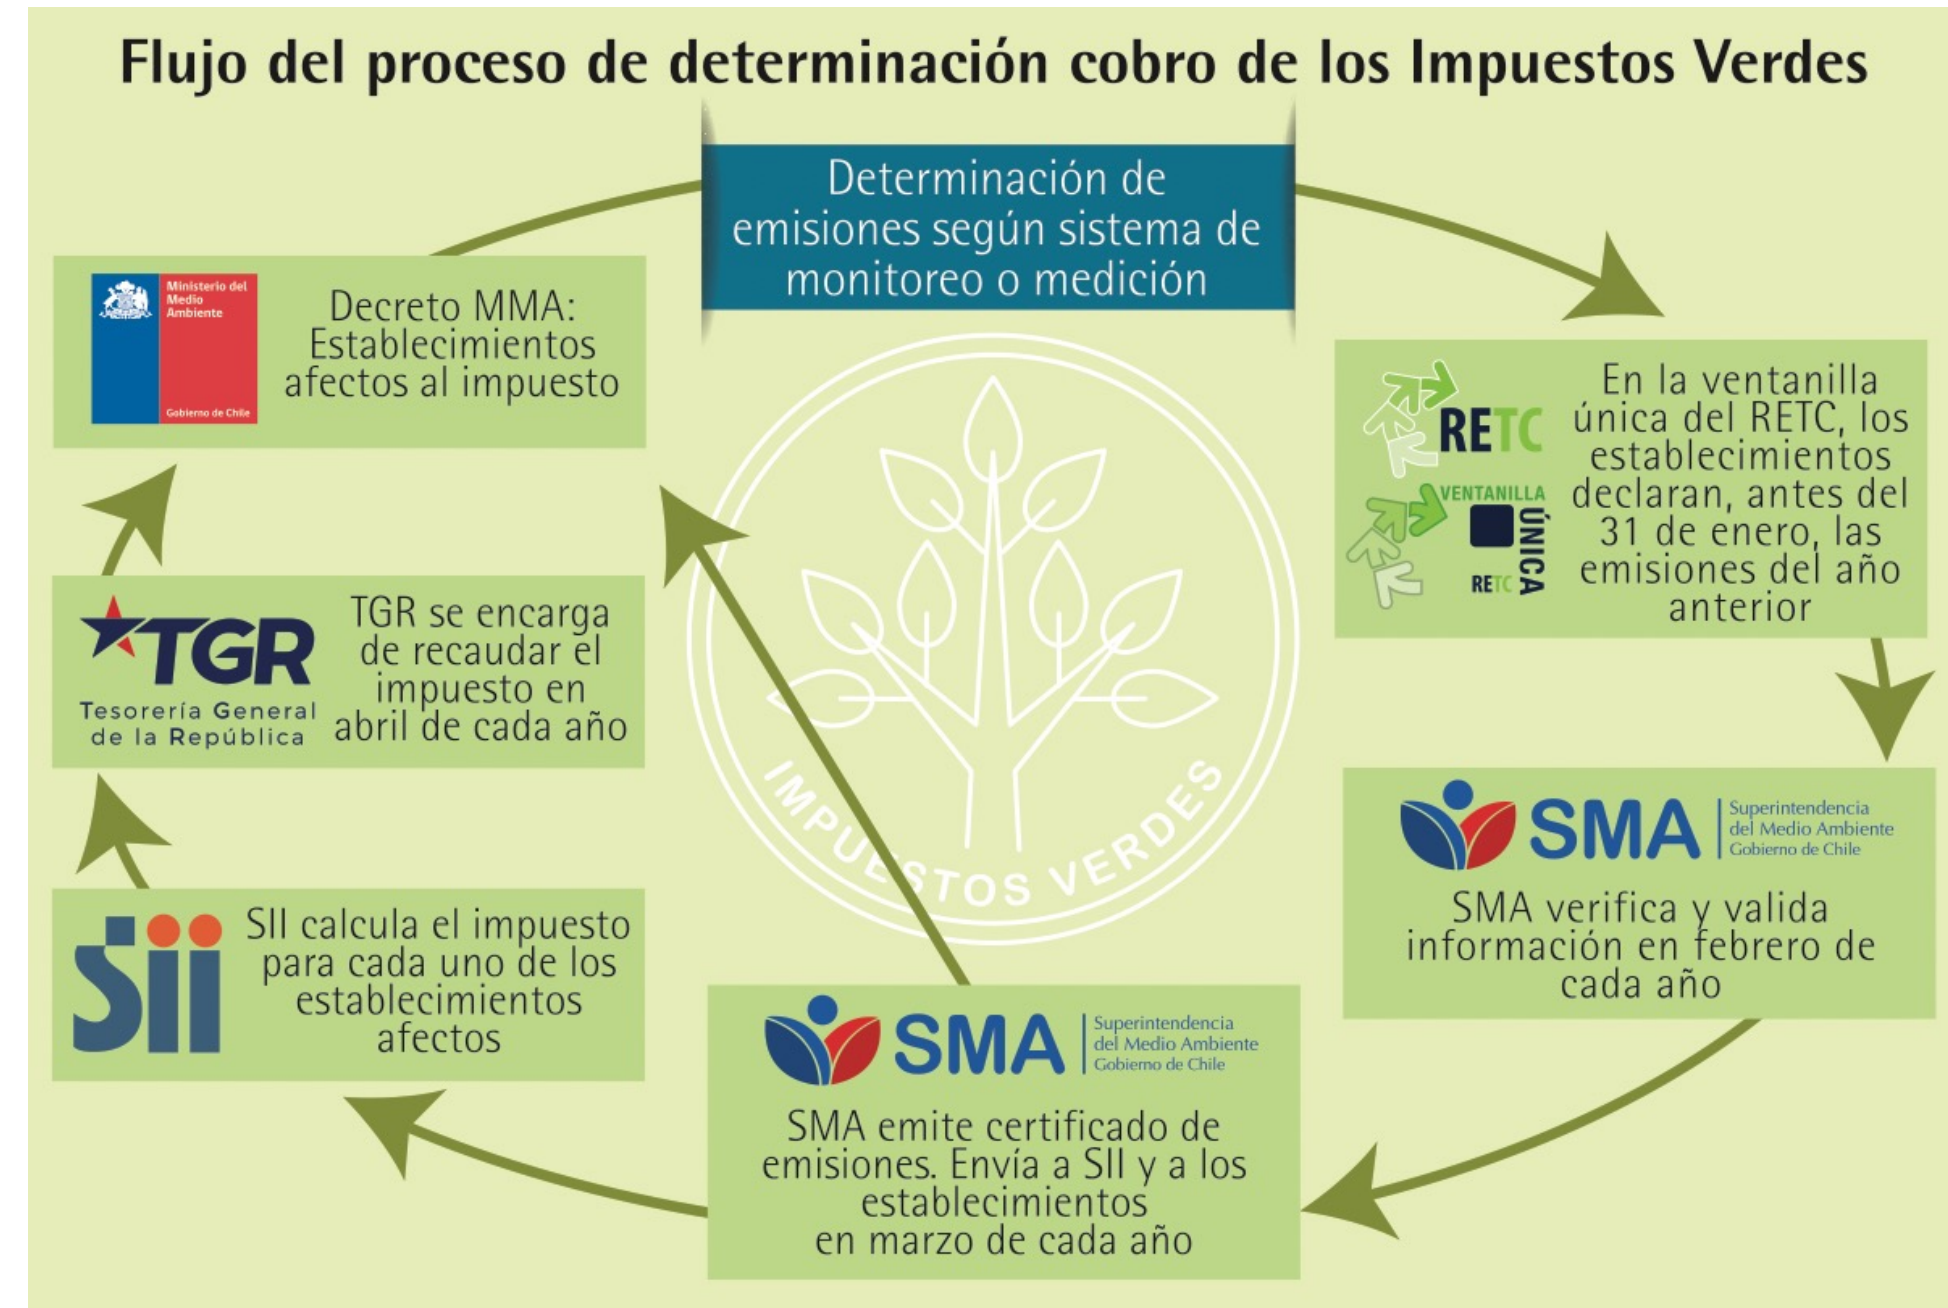 Flujo del proceso de determinación cobro de los Impuestos Verdes
Determinación de
emisiones según sistema de
monitoreo o medición
Ministerio del
Medio
Ambiente
Gobierno de Chile
Decreto MMA:
Establecimientos
afectos al impuesto
RETC
VENTANILLA
ÚNICA
RETC
En la ventanilla
única del RETC, los
establecimientos
declaran, antes del
31 de enero, las
emisiones del año
anterior
TGR
Tesorería General
de la República
TGR se encarga
de recaudar el
impuesto en
abril de cada año
IMPUESTOS VERDES
SMA
Superintendencia
del Medio Ambiente
Gobierno de Chile
SMA verifica y valida
información en febrero de
cada año
Sii
SII calcula el impuesto
para cada uno de los
establecimientos
afectos
SMA
Superintendencia
del Medio Ambiente
Gobierno de Chile
SMA emite certificado de
emisiones. Envía a SII y a los
establecimientos
en marzo de cada año